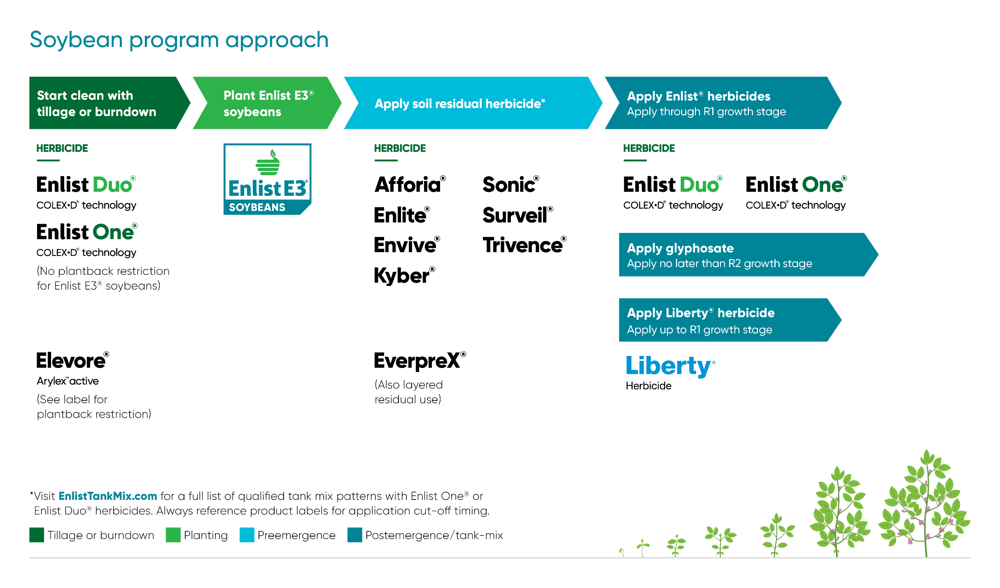 Soybean program approach
Start clean with
tillage or burndown
Plant Enlist E3®
soybeans
Apply soil residual herbicide*
Apply Enlist® herbicides
Apply through R1 growth stage
HERBICIDE
Enlist Duo®
COLEX•D® technology
Enlist One®
COLEX•D® technology
(No plantback restriction
for Enlist E3® soybeans)
Elevore®
Arylex™active
(See label for
plantback restriction)
Enlist E3®
SOYBEANS
HERBICIDE
Afforia®
Enlite®
Envive®
Kyber®
Sonic®
Surveil®
Trivence®
EverpreX®
(Also layered
residual use)
HERBICIDE
Enlist Duo®
COLEX•D® technology
Enlist One®
COLEX•D® technology
Apply glyphosate
Apply no later than R2 growth stage
Apply Liberty® herbicide
Apply up to R1 growth stage
Liberty®
Herbicide
*Visit EnlistTankMix.com for a full list of qualified tank mix patterns with Enlist One® or
Enlist Duo® herbicides. Always reference product labels for application cut-off timing.
Tillage or burndown
Planting
Preemergence
Postemergence/tank-mix